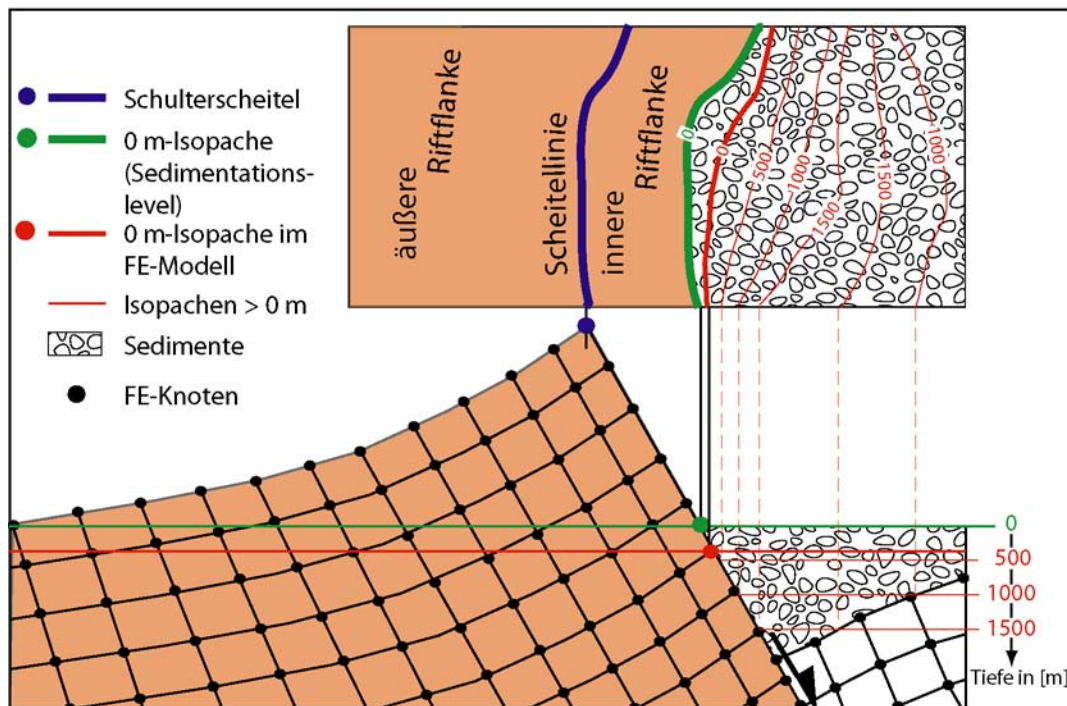 Schulterscheitel
0 m-Isopache
(Sedimentations-
level)
0 m-Isopache im
FE-Modell
Isopachen > 0 m
Sedimente
FE-Knoten
äußere
Riftflanke
Scheitellinie
innere
Riftflanke
0
0
500
1000
1500
1500
1000
0
500
1000
1500
Tiefe in [m]